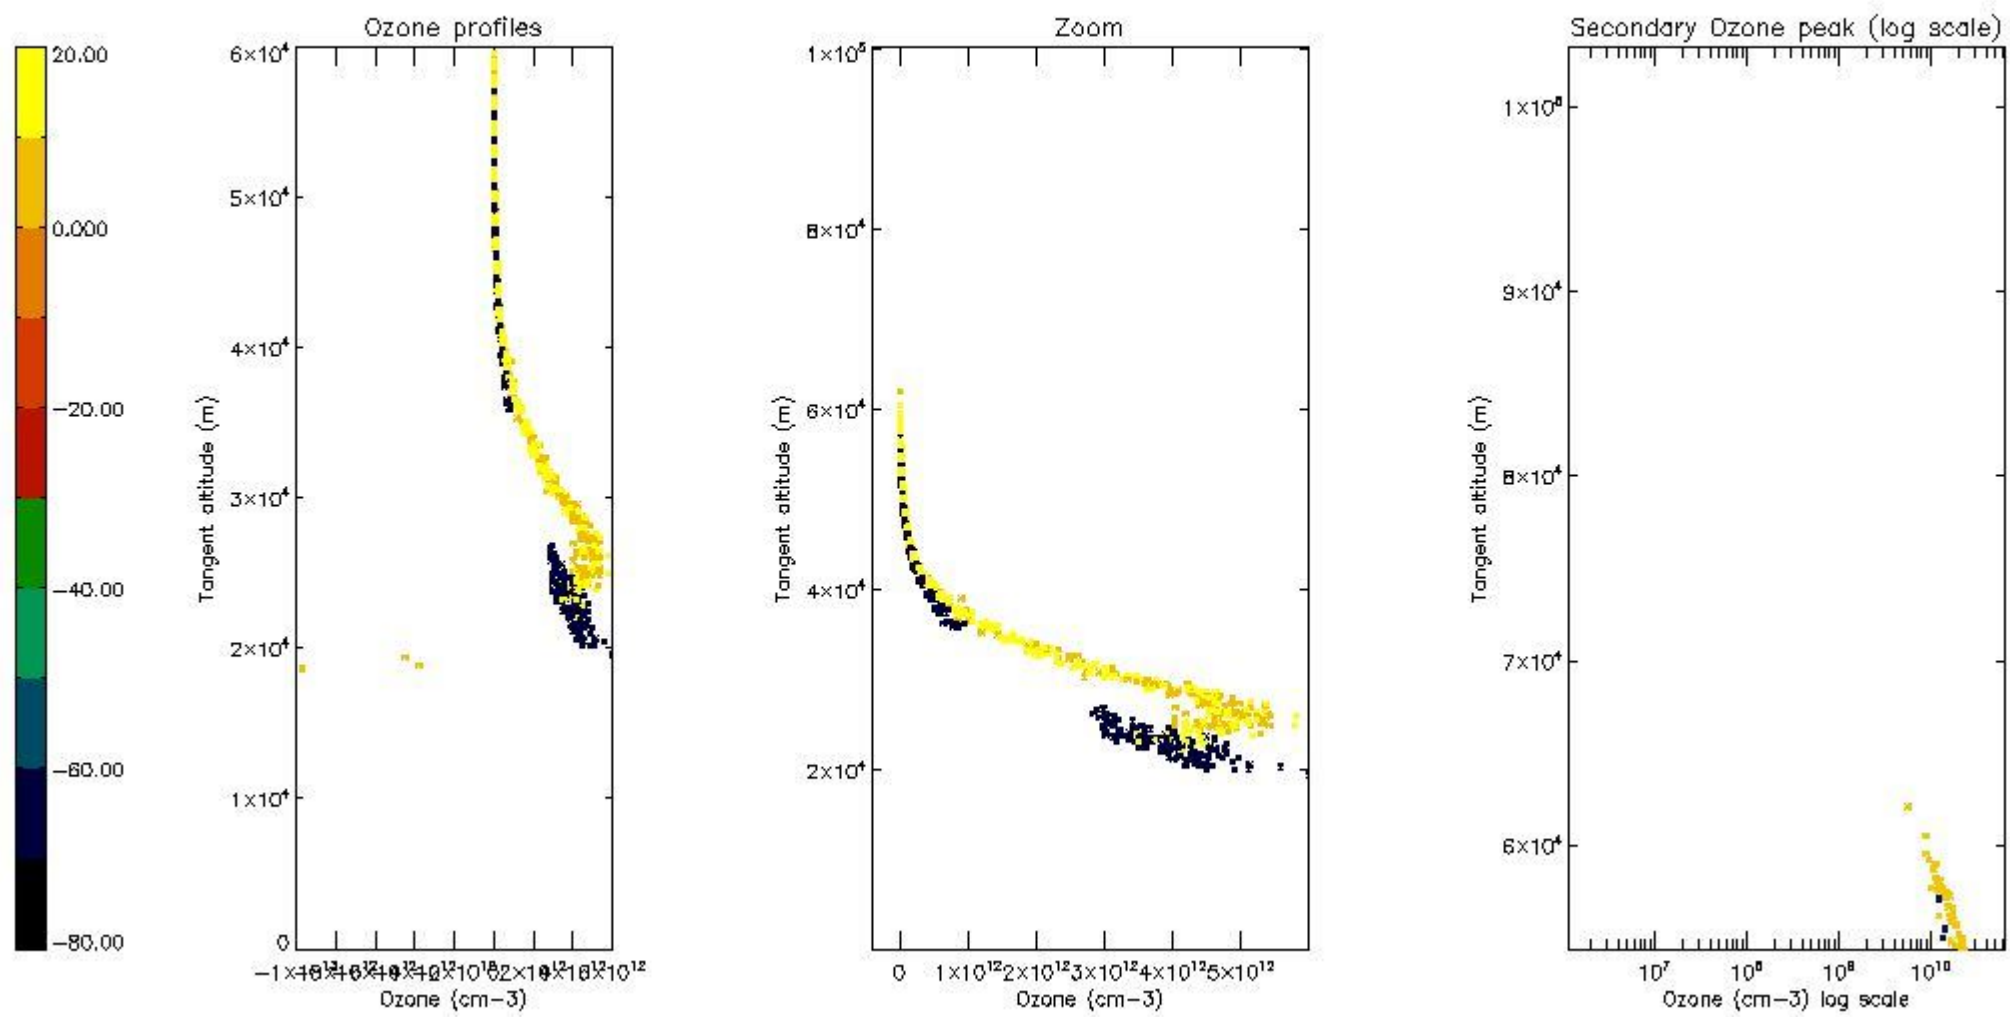 Ozone profiles
20.00
0.000
−20.00
−40.00
−60.00
−80.00
6×10⁴
5×10⁴
4×10⁴
3×10⁴
2×10⁴
1×10⁴
0
Tangent altitude (m)
Ozone (cm−3)
Zoom
1×10⁵
8×10⁴
6×10⁴
4×10⁴
2×10⁴
Tangent altitude (m)
0 1×10¹² 2×10¹² 3×10¹² 4×10¹² 5×10¹²
Ozone (cm−3)
Secondary Ozone peak (log scale)
1×10⁵
9×10⁴
8×10⁴
7×10⁴
6×10⁴
Tangent altitude (m)
10⁷ 10⁸ 10⁹ 10¹⁰
Ozone (cm−3) log scale